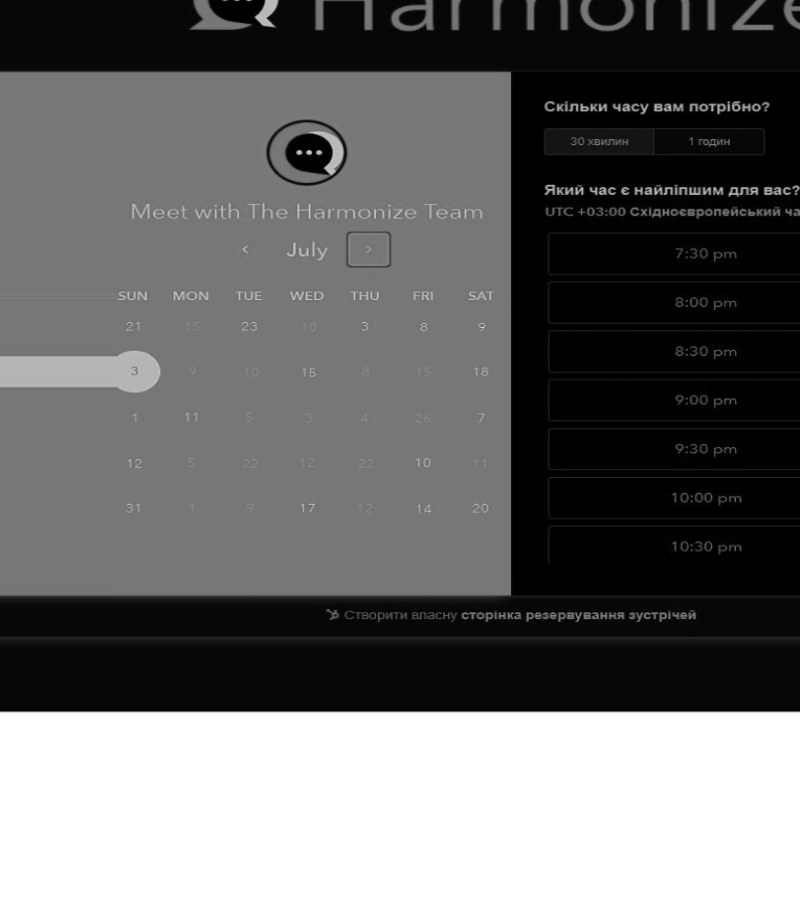 Harmonize
Meet with The Harmonize Team
< July >
SUN MON TUE WED THU FRI SAT
21 15 23 10 3 8 9
3 9 10 15 8 15 18
1 11 5 3 4 26 7
12 5 22 12 22 10 11
31 1 9 17 12 14 20
Скільки часу вам потрібно?
30 хвилин 1 годин
Який час є найліпшим для вас?
UTC +03:00 Східноєвропейський ча
7:30 pm
8:00 pm
8:30 pm
9:00 pm
9:30 pm
10:00 pm
10:30 pm
Створити власну сторінка резервування зустрічей